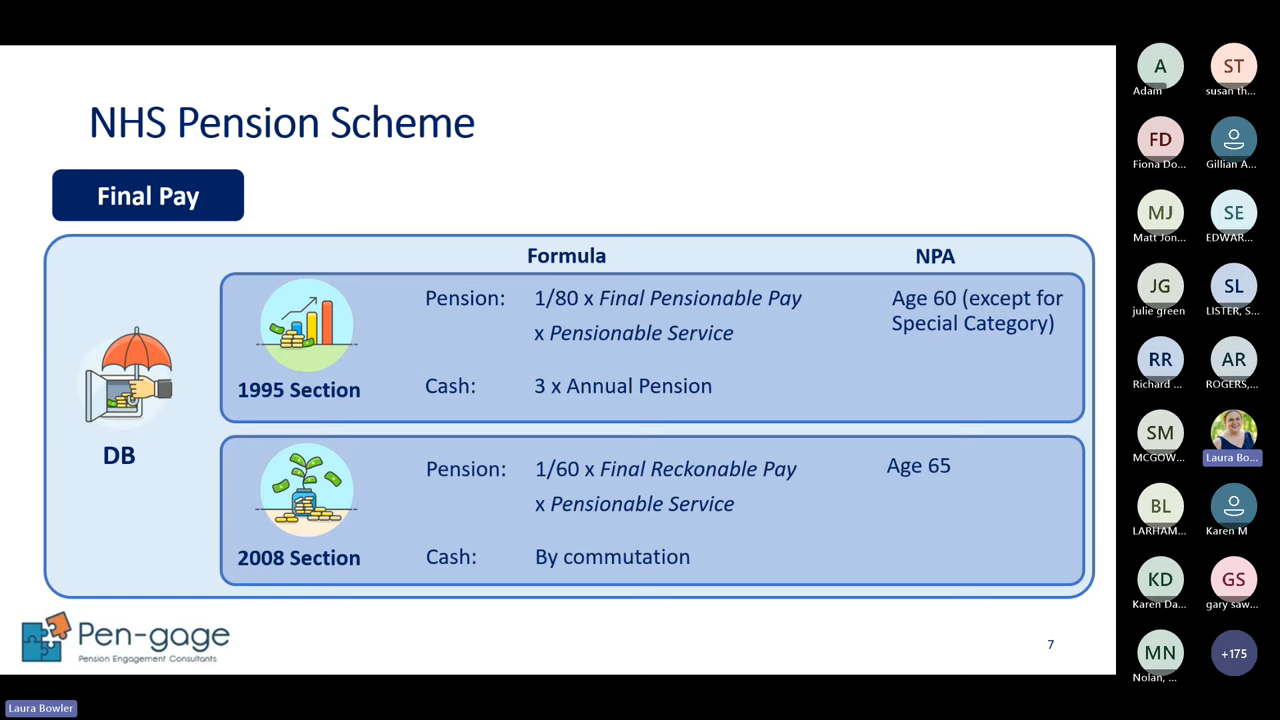 NHS Pension Scheme
Final Pay
Formula
NPA
Pension:
1/80 x Final Pensionable Pay
x Pensionable Service
Age 60 (except for
Special Category)
Cash:
3 x Annual Pension
1995 Section
DB
Pension:
1/60 x Final Reckonable Pay
x Pensionable Service
Age 65
Cash:
By commutation
2008 Section
Pen-gage
Pension Engagement Consultants
7
Laura Bowler
A
Adam
ST
susan th...
FD
Fiona Do...
Gillian A...
MJ
Matt Jon...
SE
EDWAR...
JG
julie green
SL
LISTER, S...
RR
Richard ...
AR
ROGERS,...
SM
MCGOW...
Laura Bo...
BL
LARHAM...
Karen M
KD
Karen Da...
GS
gary saw...
MN
Nolan, ...
+175